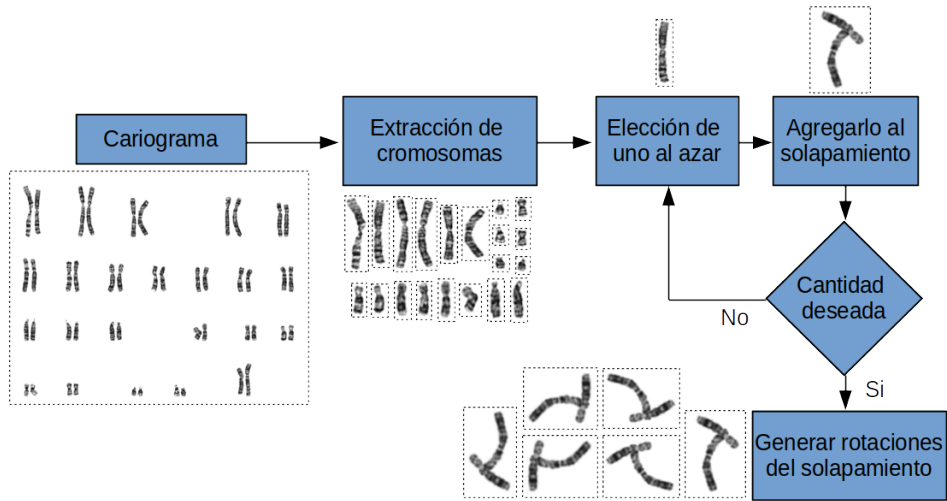 Cariograma
Extracción de
cromosomas
Elección de
uno al azar
Agregarlo al
solapamiento
Cantidad
deseada
No
Si
Generar rotaciones
del solapamiento